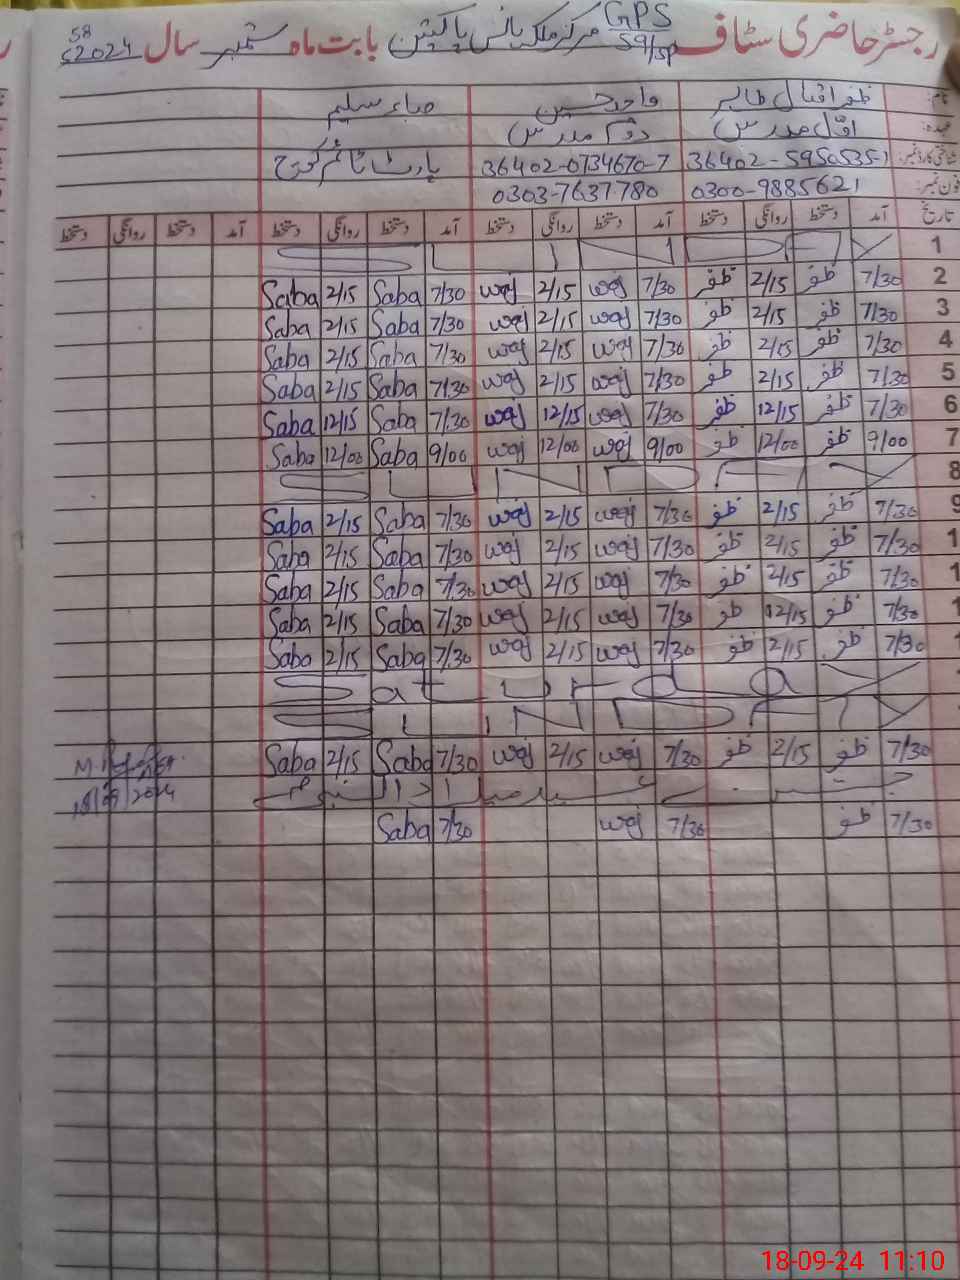 رجسٹر حاضری سٹاف GPS 59/SP مرکز ملکہ ہانس پاکپتن بابت ماہ ستمبر سال 2024ء
58
نام: ظفر اقبال طاہر واجد حسین صباء سلیم
عہدہ: اوّل مدرس دوئم مدرس پارٹ ٹائم کوچ
شناختی کارڈ نمبر: 36402-5950535-1 36402-0734670-7
فون نمبر: 0300-9885621 0303-7637780
تاریخ آمد دستخط روانگی دستخط آمد دستخط روانگی دستخط آمد دستخط روانگی دستخط آمد دستخط روانگی دستخط
1 S U N D A Y
2 7/30 ظفر 2/15 ظفر 7/30 waj 2/15 waj 7/30 Saba 2/15 Saba
3 7/30 ظفر 2/15 ظفر 7/30 waj 2/15 waj 7/30 Saba 2/15 Saba
4 7/30 ظفر 2/15 ظفر 7/30 waj 2/15 waj 7/30 Saba 2/15 Saba
5 7/30 ظفر 2/15 ظفر 7/30 waj 2/15 waj 7/30 Saba 2/15 Saba
6 7/30 ظفر 12/15 ظفر 7/30 waj 12/15 waj 7/30 Saba 12/15 Saba
7 9/00 ظفر 12/00 ظفر 9/00 waj 12/00 waj 9/00 Saba 12/00 Saba
8 S U N D A Y
9 7/30 ظفر 2/15 ظفر 7/30 waj 2/15 waj 7/30 Saba 2/15 Saba
1 7/30 ظفر 2/15 ظفر 7/30 waj 2/15 waj 7/30 Saba 2/15 Saba
1 7/30 ظفر 2/15 ظفر 7/30 waj 2/15 waj 7/30 Saba 2/15 Saba
1 7/30 ظفر 12/15 ظفر 7/30 waj 2/15 waj 7/30 Saba 2/15 Saba
1 7/30 ظفر 2/15 ظفر 7/30 waj 2/15 waj 7/30 Saba 2/15 Saba
S a t u r d a y
S U N D A Y
7/30 ظفر 2/15 ظفر 7/30 waj 2/15 waj 7/30 Saba 2/15 Saba
جشن عید میلاد النبی
18/09/2024
7/30 ظفر 7/30 waj 7/30 Saba
18-09-24 11:10